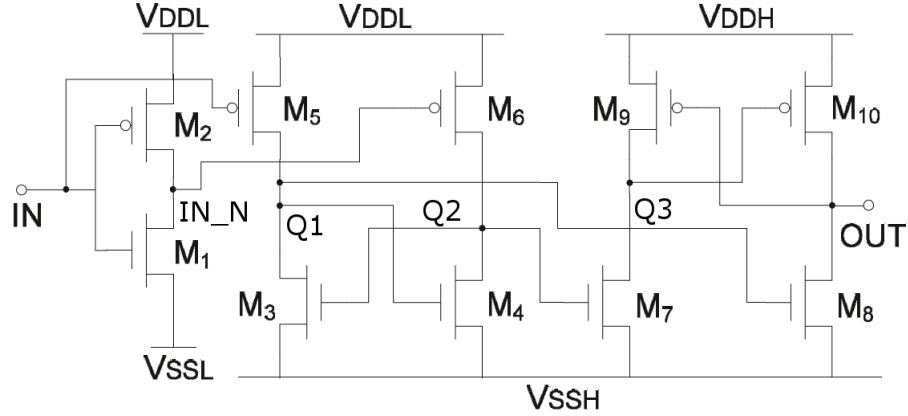 VDDL VDDL VDDH
M5 M6 M9 M10
M2
IN IN_N Q1 Q2 Q3 OUT
M1
M3 M4 M7 M8
VSSL
VSSH